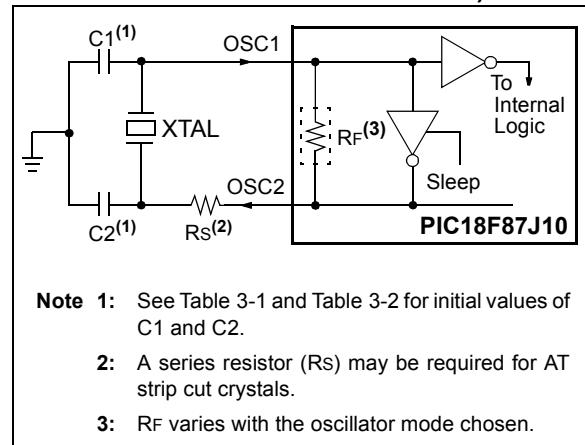 C1(1)
OSC1
To
Internal
Logic
XTAL
RF(3)
Sleep
OSC2
C2(1)
RS(2)
PIC18F87J10
Note 1: See Table 3-1 and Table 3-2 for initial values of
C1 and C2.
2: A series resistor (RS) may be required for AT
strip cut crystals.
3: RF varies with the oscillator mode chosen.